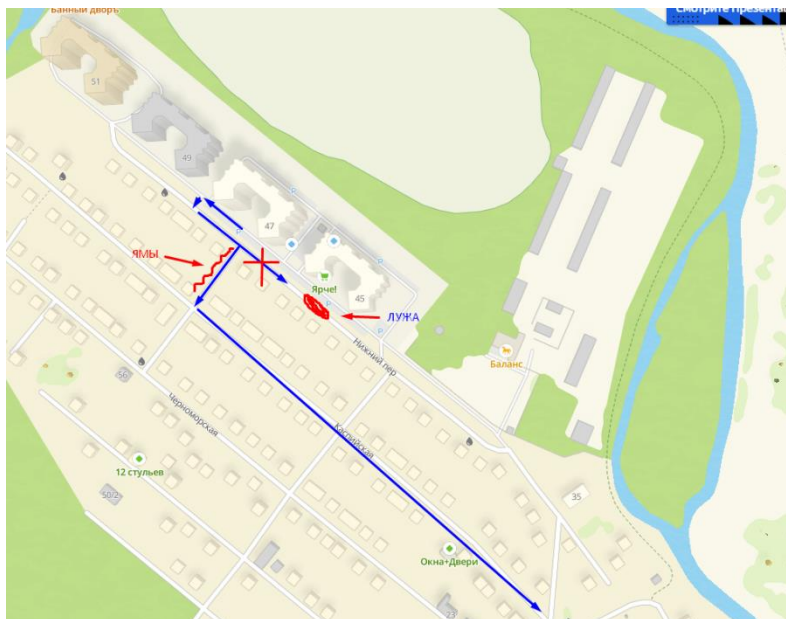 Банный дворъ
Смотрите Презента
51
49
47
ЯМЫ
Ярче!
45
ЛУЖА
Нижний пер
Баланс
56
Черноморская
Каспийская
12 стульев
50/2
35
Окна+Двери
73